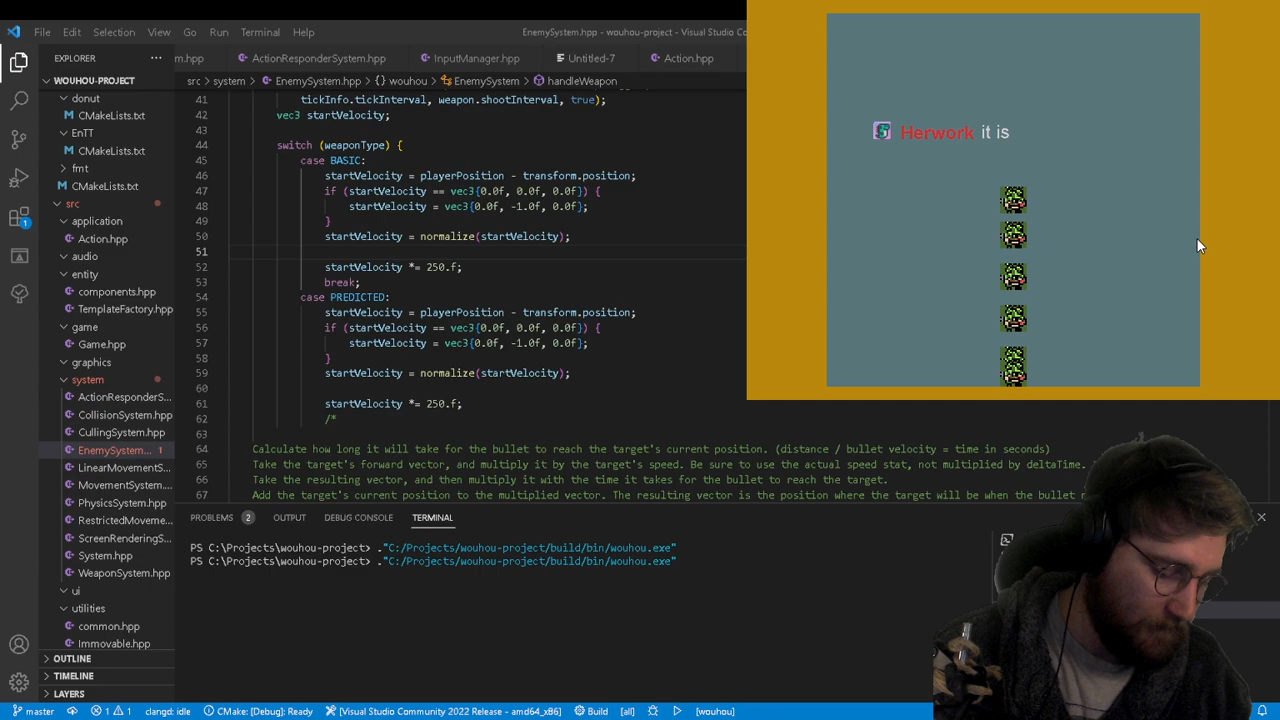 File Edit Selection View Go Run Terminal Help
EnemySystem.hpp - wouhou-project - Visual Studio
EXPLORER
m.hpp ActionResponderSystem.hpp InputManager.hpp Untitled-7 Action.hpp
WOUHOU-PROJECT
src > system > EnemySystem.hpp > {} wouhou > EnemySystem > handleWeapon
donut
CMakeLists.txt
EnTT
CMakeLists.txt
fmt
CMakeLists.txt
src
application
Action.hpp
audio
entity
components.hpp
TemplateFactory.hpp
game
Game.hpp
graphics
system
ActionResponderS...
CollisionSystem.hpp
CullingSystem.hpp
EnemySystem... 1
LinearMovementS...
MovementSystem.hpp
PhysicsSystem.hpp
RestrictedMoveme...
ScreenRenderingS...
System.hpp
WeaponSystem.hpp
ui
utilities
common.hpp
Immovable.hpp
OUTLINE
TIMELINE
LAYERS
41 tickInfo.tickInterval, weapon.shootInterval, true);
42 vec3 startVelocity;
43
44 switch (weaponType) {
45 case BASIC:
46 startVelocity = playerPosition - transform.position;
47 if (startVelocity == vec3{0.0f, 0.0f, 0.0f}) {
48 startVelocity = vec3{0.0f, -1.0f, 0.0f};
49 }
50 startVelocity = normalize(startVelocity);
51
52 startVelocity *= 250.f;
53 break;
54 case PREDICTED:
55 startVelocity = playerPosition - transform.position;
56 if (startVelocity == vec3{0.0f, 0.0f, 0.0f}) {
57 startVelocity = vec3{0.0f, -1.0f, 0.0f};
58 }
59 startVelocity = normalize(startVelocity);
60
61 startVelocity *= 250.f;
62 /*
63
64 Calculate how long it will take for the bullet to reach the target's current position. (distance / bullet velocity = time in seconds)
65 Take the target's forward vector, and multiply it by the target's speed. Be sure to use the actual speed stat, not multiplied by deltaTime.
66 Take the resulting vector, and then multiply it with the time it takes for the bullet to reach the target.
67 Add the target's current position to the multiplied vector. The resulting vector is the position where the target will be when the bullet
Herwork it is
PROBLEMS 2 OUTPUT DEBUG CONSOLE TERMINAL
PS C:\Projects\wouhou-project> ."C:/Projects/wouhou-project/build/bin/wouhou.exe"
PS C:\Projects\wouhou-project> ."C:/Projects/wouhou-project/build/bin/wouhou.exe"
master 1 1 clangd: idle CMake: [Debug]: Ready [Visual Studio Community 2022 Release - amd64_x86] Build [all] [wouhou]